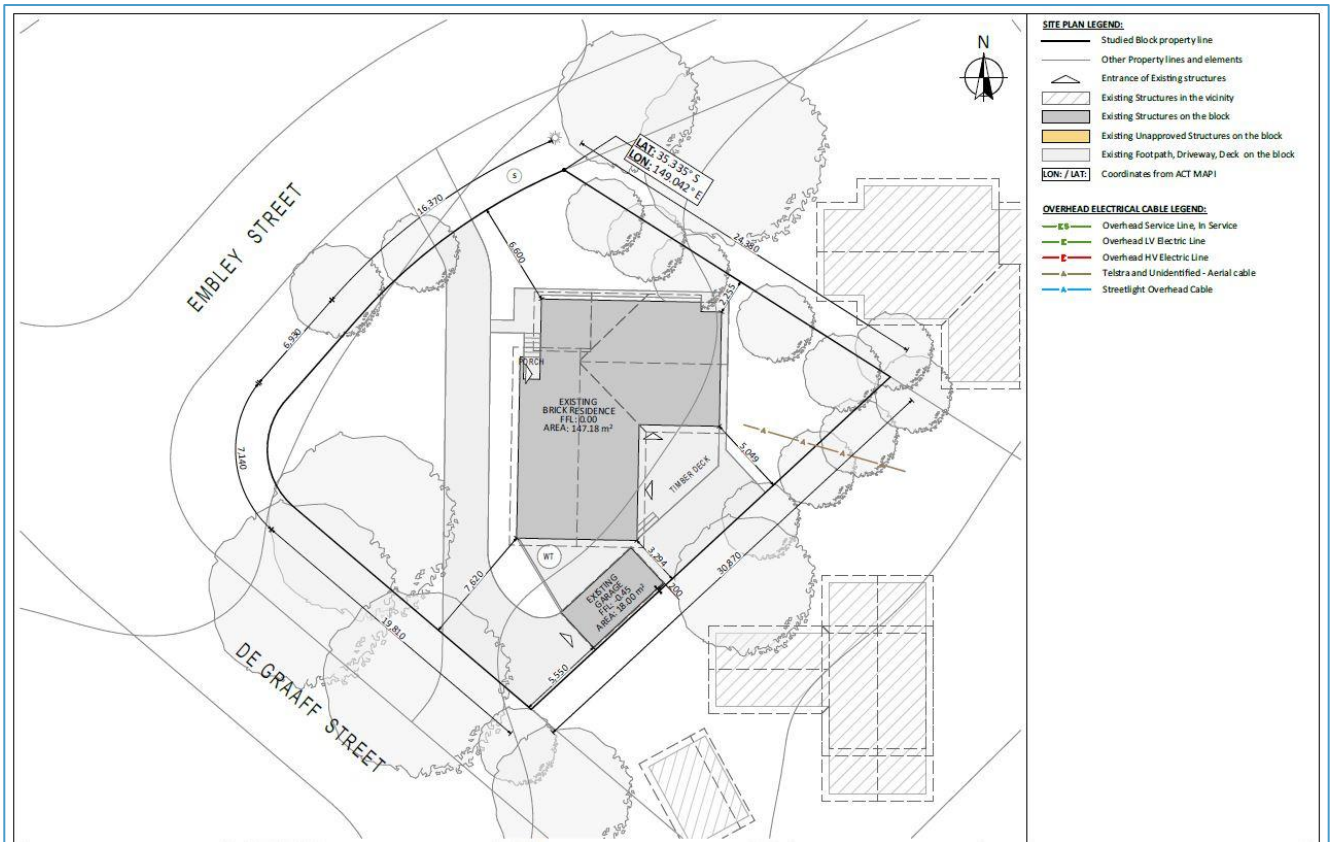 N
LAT: 35.335° S
LON: 149.042° E
S
EMBLEY STREET
16,370
6,600
24,380
2,255
6,930
PORCH
EXISTING
BRICK RESIDENCE
FFL: 0.00
AREA: 147.18 m²
7,140
5,049
TIMBER DECK
WT
3,294
30,870
200
7,620
EXISTING
GARAGE
FFL: -0.45
AREA: 18.00 m²
19,810
5,550
DE GRAAFF STREET
SITE PLAN LEGEND:
Studied Block property line
Other Property lines and elements
Entrance of Existing structures
Existing Structures in the vicinity
Existing Structures on the block
Existing Unapproved Structures on the block
Existing Footpath, Driveway, Deck on the block
LON: / LAT: Coordinates from ACT MAPI
OVERHEAD ELECTRICAL CABLE LEGEND:
ES Overhead Service Line, In Service
E Overhead LV Electric Line
E Overhead HV Electric Line
A Telstra and Unidentified - Aerial cable
A Streetlight Overhead Cable